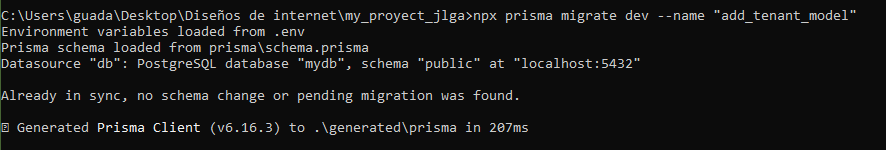 C:\Users\guada\Desktop\Diseños de internet\my_proyect_jlga>npx prisma migrate dev --name "add_tenant_model"
Environment variables loaded from .env
Prisma schema loaded from prisma\schema.prisma
Datasource "db": PostgreSQL database "mydb", schema "public" at "localhost:5432"
Already in sync, no schema change or pending migration was found.
Generated Prisma Client (v6.16.3) to .\generated\prisma in 207ms